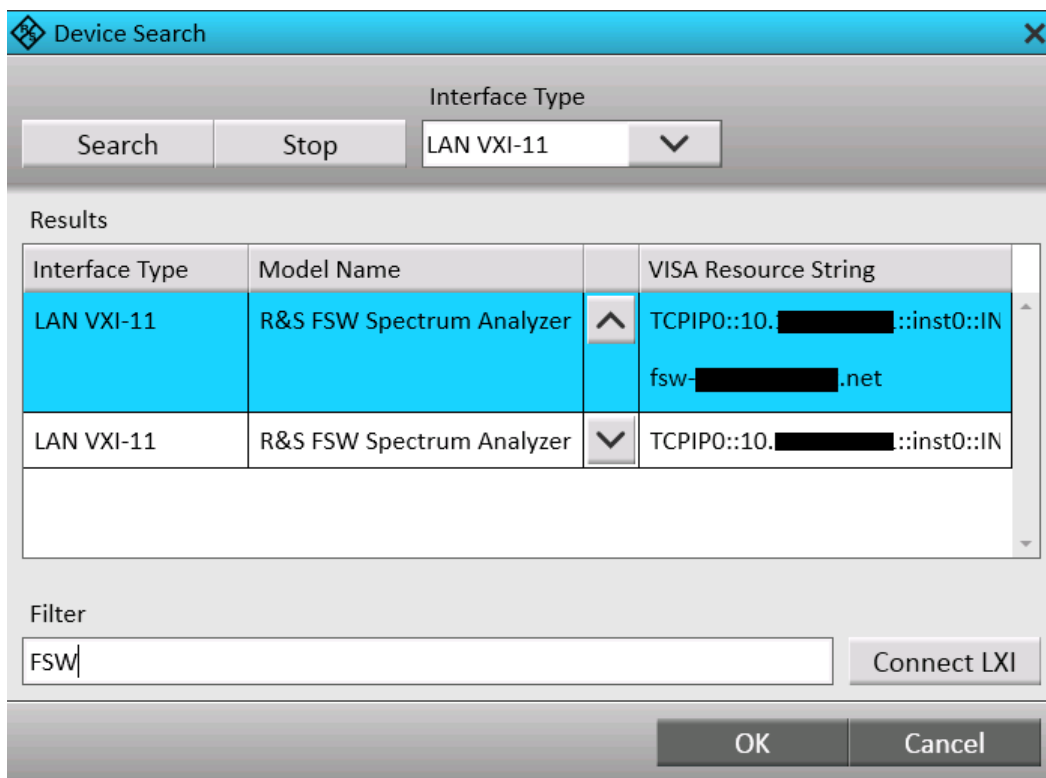 Device Search
Interface Type
Search Stop LAN VXI-11
Results
Interface Type Model Name VISA Resource String
LAN VXI-11 R&S FSW Spectrum Analyzer TCPIP0::10. ::inst0::IN
fsw- .net
LAN VXI-11 R&S FSW Spectrum Analyzer TCPIP0::10. ::inst0::IN
Filter
FSW
Connect LXI
OK Cancel